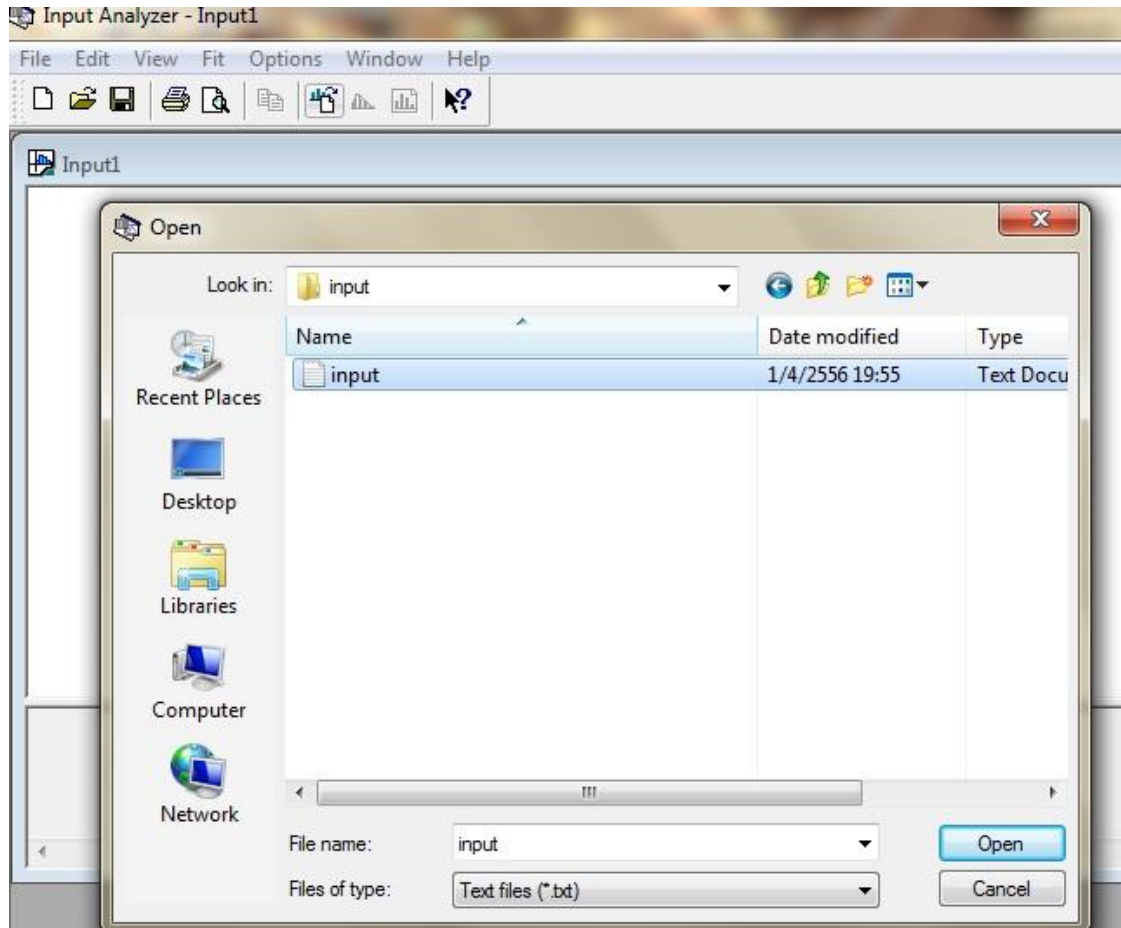 Input Analyzer - Input1
File Edit View Fit Options Window Help
Input1
Open
Look in: input
Name Date modified Type
input 1/4/2556 19:55 Text Docu
Recent Places
Desktop
Libraries
Computer
Network
File name: input Open
Files of type: Text files (*.txt) Cancel